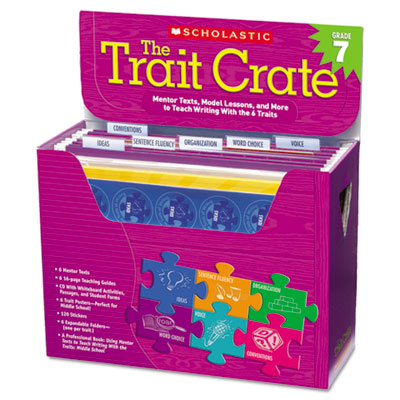 SCHOLASTIC
The
Trait Crate
GRADE
7
Mentor Texts, Model Lessons, and More
to Teach Writing With the 6 Traits
CONVENTIONS
IDEAS
SENTENCE FLUENCY
ORGANIZATION
WORD CHOICE
VOICE
• 6 Mentor Texts
• 6 16-page Teaching Guides
• CD With Whiteboard Activities,
Passages, and Student Forms
• 6 Trait Posters—Perfect for
Middle School!
• 120 Stickers
• 6 Expandable Folders—
(one per trait)
• A Professional Book: Using Mentor
Texts to Teach Writing With the
Traits: Middle School
IDEAS
SENTENCE FLUENCY
ORGANIZATION
WORD CHOICE
VOICE
CONVENTIONS